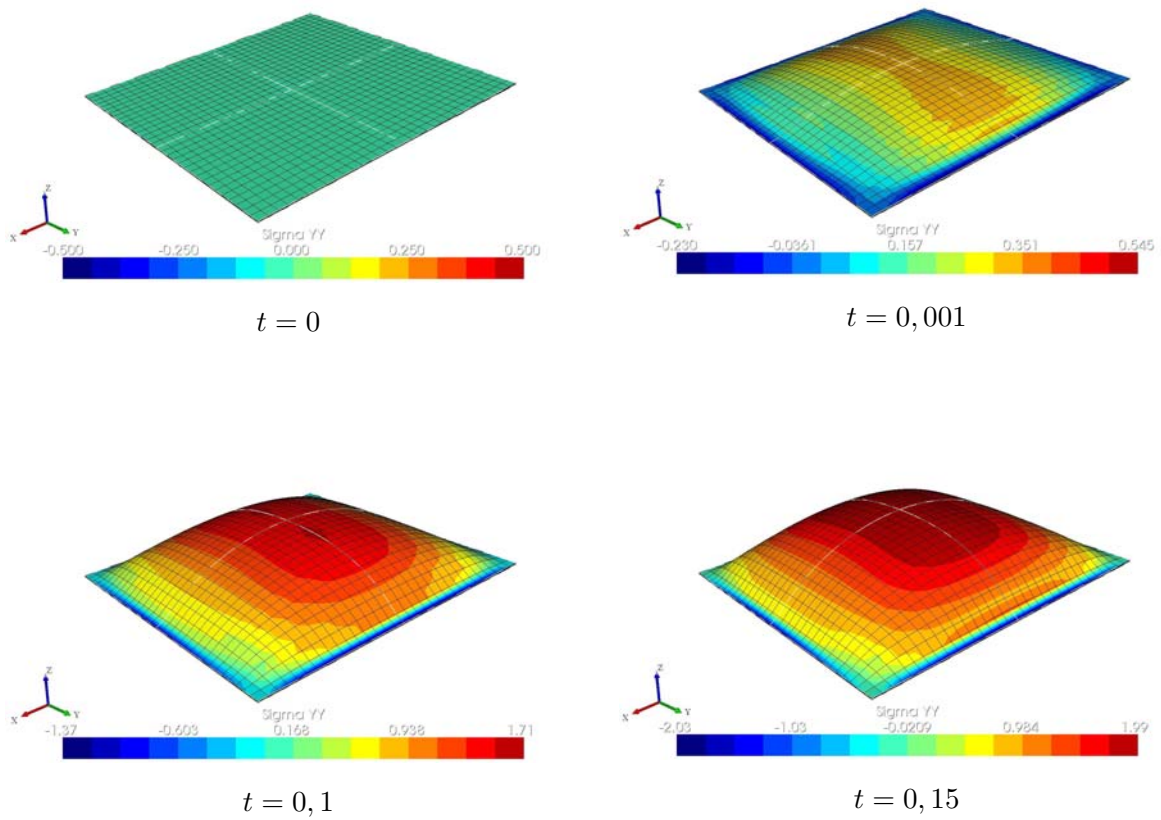 Z
X Y
Sigma YY
-0.500 -0.250 0.000 0.250 0.500
t = 0
Z
X Y
Sigma YY
-0.230 -0.0361 0.157 0.351 0.545
t = 0,001
Z
X Y
Sigma YY
-1.37 -0.603 0.168 0.938 1.71
t = 0,1
Z
X Y
Sigma YY
-2.03 -1.03 -0.0209 0.984 1.99
t = 0,15